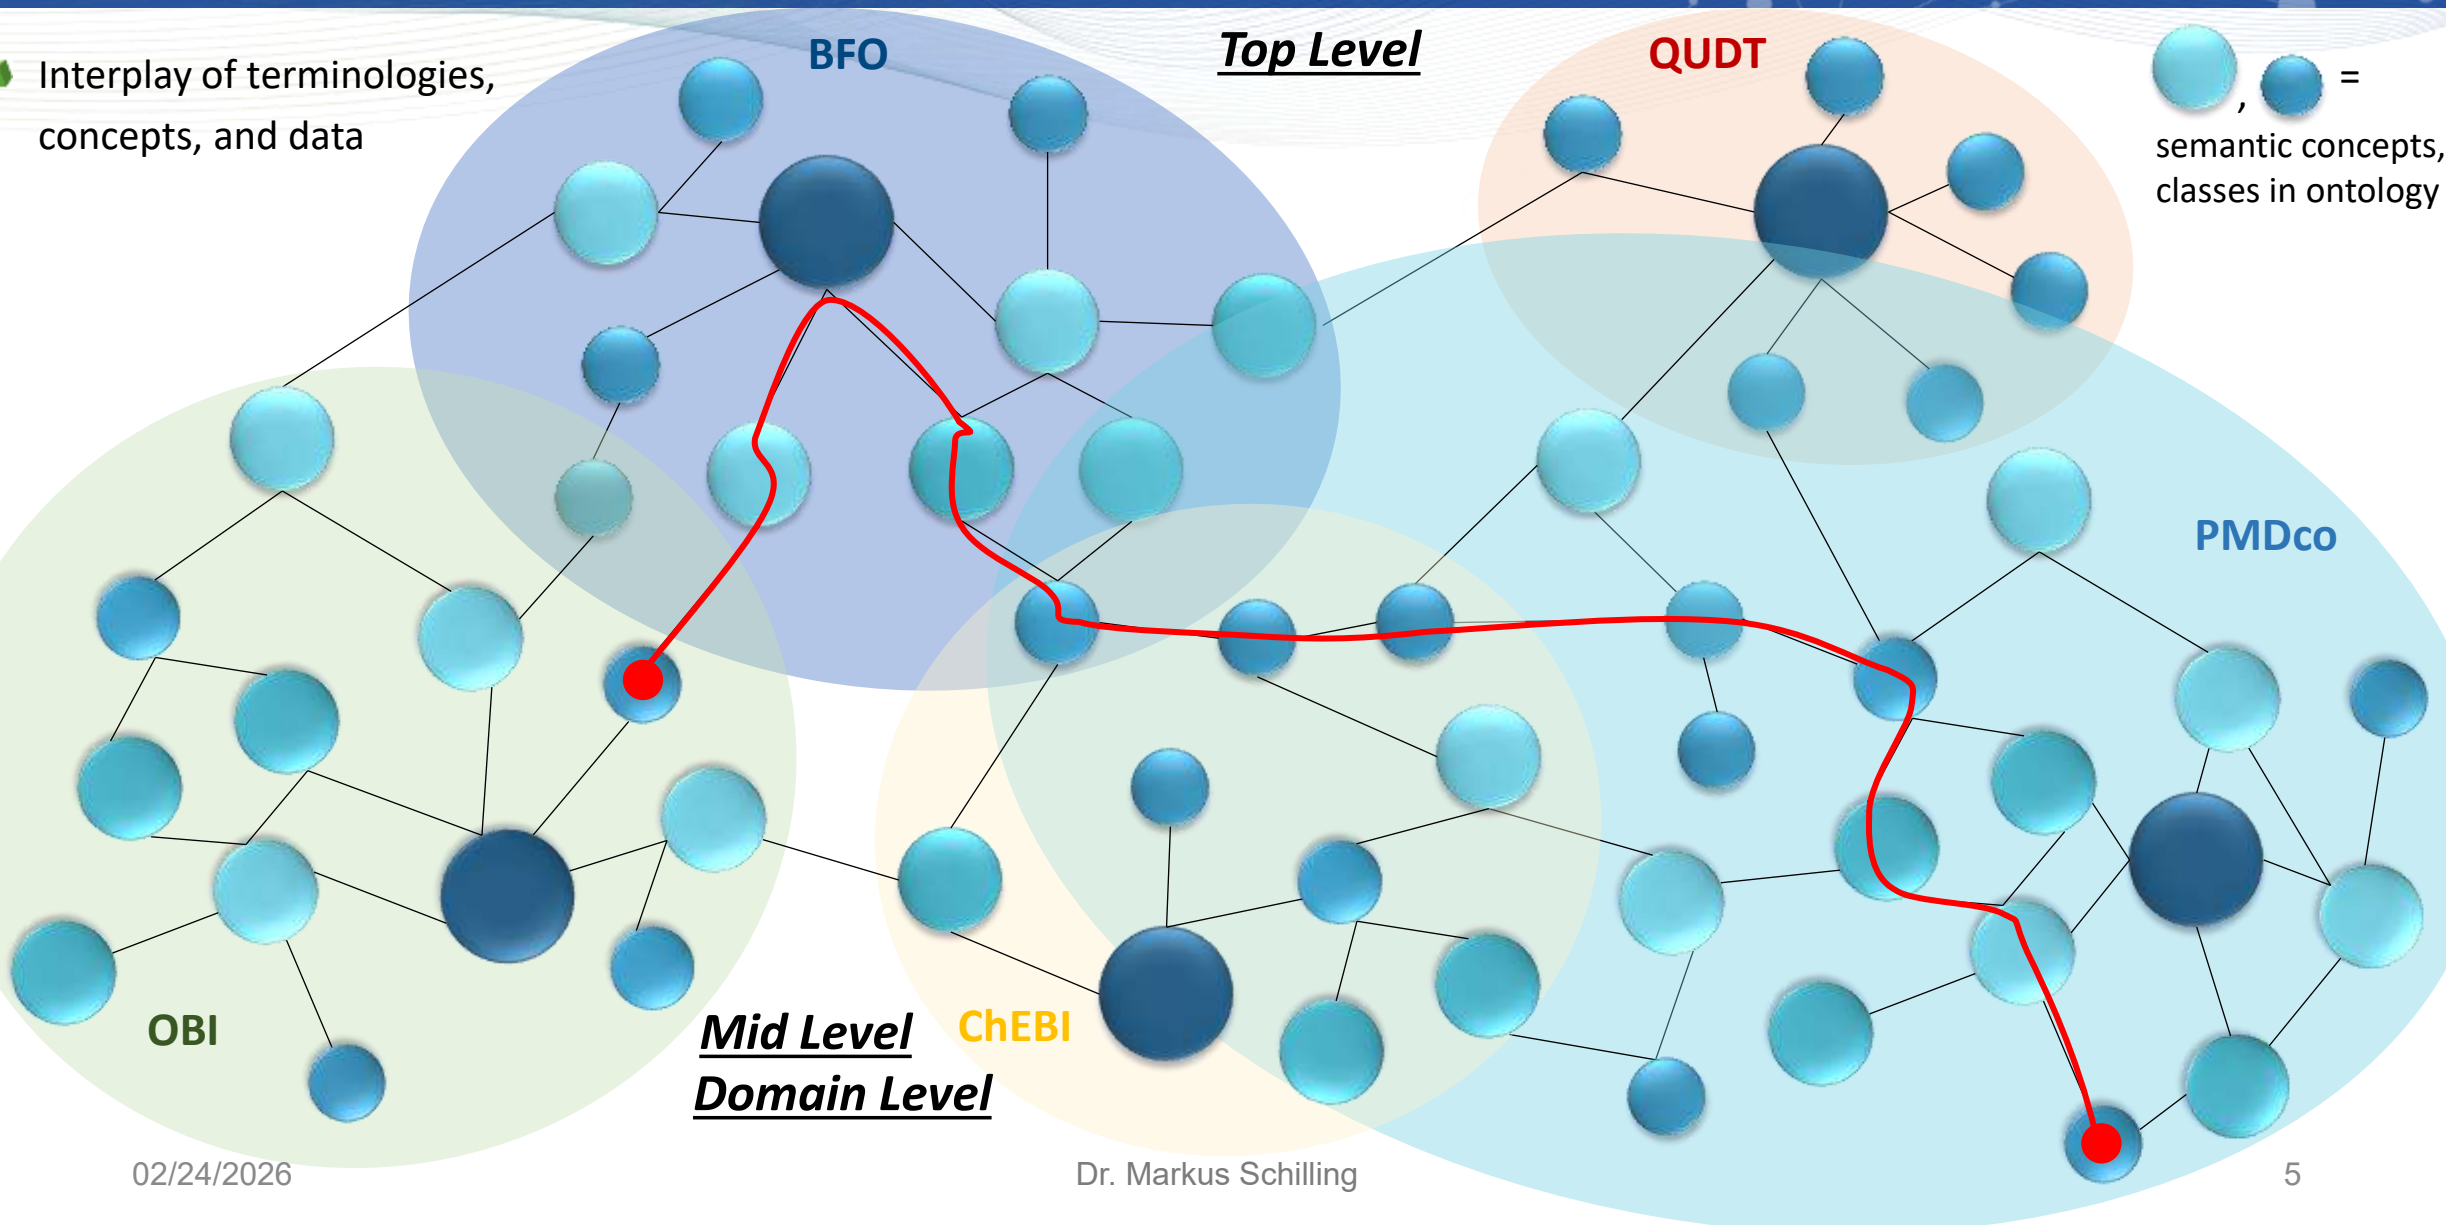 Interplay of terminologies,
concepts, and data
BFO
Top Level
QUDT
, =
semantic concepts,
classes in ontology
PMDco
OBI
Mid Level
Domain Level
ChEBI
02/24/2026
Dr. Markus Schilling
5